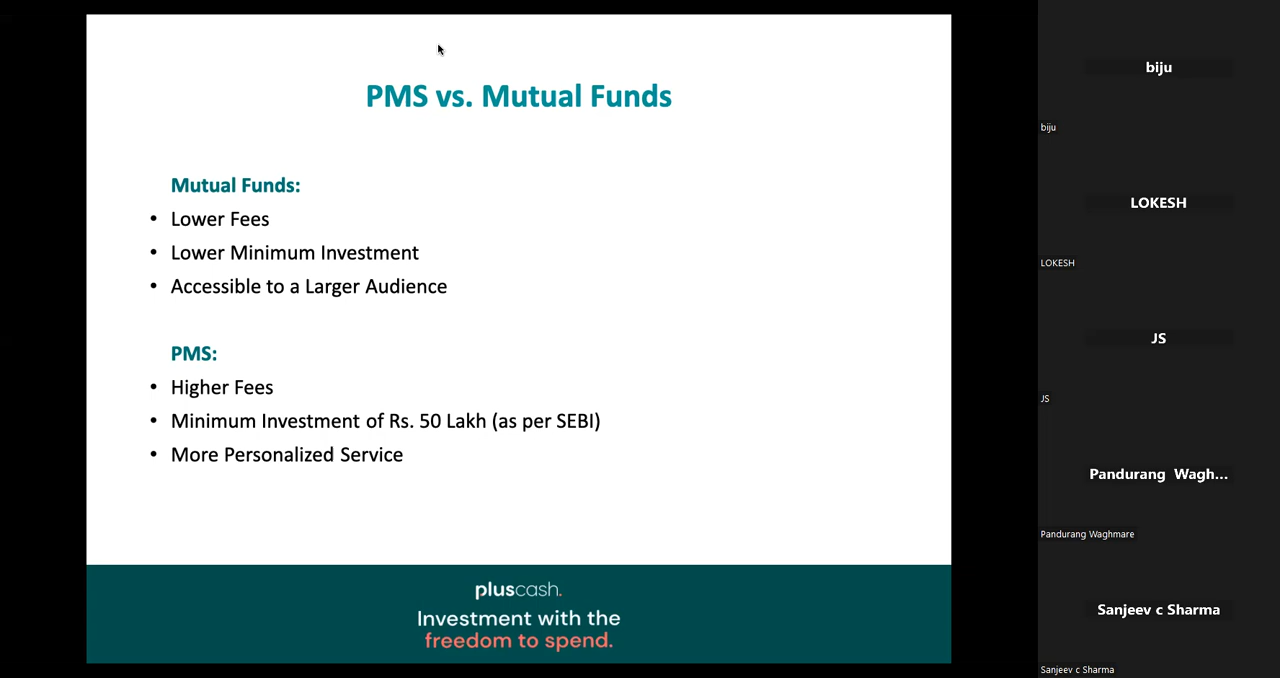 PMS vs. Mutual Funds
Mutual Funds:
• Lower Fees
• Lower Minimum Investment
• Accessible to a Larger Audience
PMS:
• Higher Fees
• Minimum Investment of Rs. 50 Lakh (as per SEBI)
• More Personalized Service
pluscash.
Investment with the
freedom to spend.
biju
biju
LOKESH
LOKESH
JS
JS
Pandurang Wagh...
Pandurang Waghmare
Sanjeev c Sharma
Sanjeev c Sharma